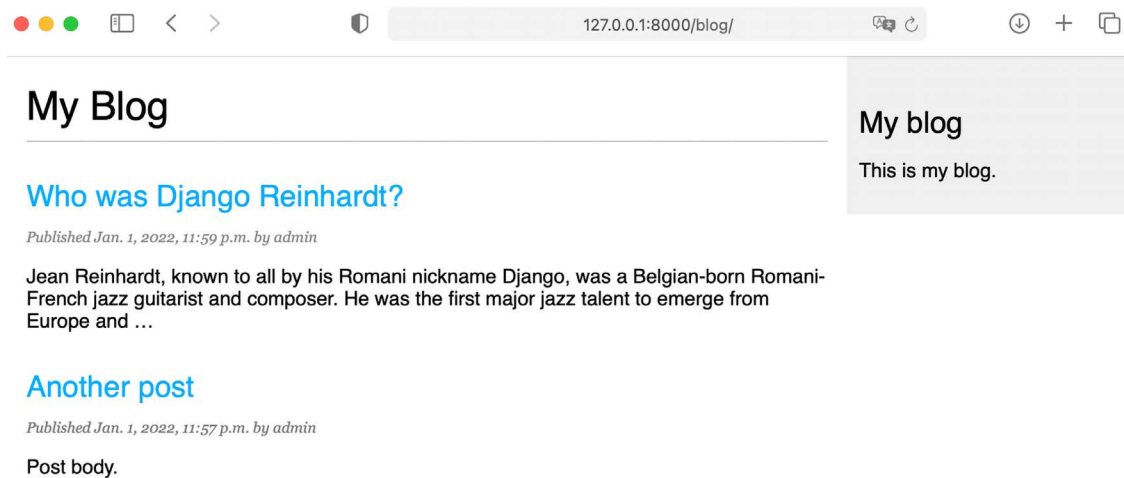 127.0.0.1:8000/blog/
My Blog
Who was Django Reinhardt?
Published Jan. 1, 2022, 11:59 p.m. by admin
Jean Reinhardt, known to all by his Romani nickname Django, was a Belgian-born Romani-
French jazz guitarist and composer. He was the first major jazz talent to emerge from
Europe and …
Another post
Published Jan. 1, 2022, 11:57 p.m. by admin
Post body.
My blog
This is my blog.